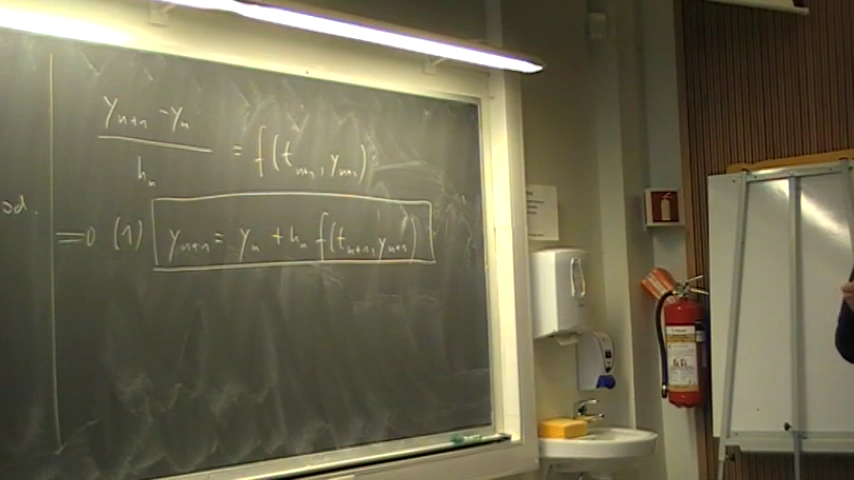 y_{n+1} - y_n / h_n = f(t_{n+1}, y_{n+1})
od.
⇒ (1) y_{n+1} = y_n + h_n f(t_{n+1}, y_{n+1})